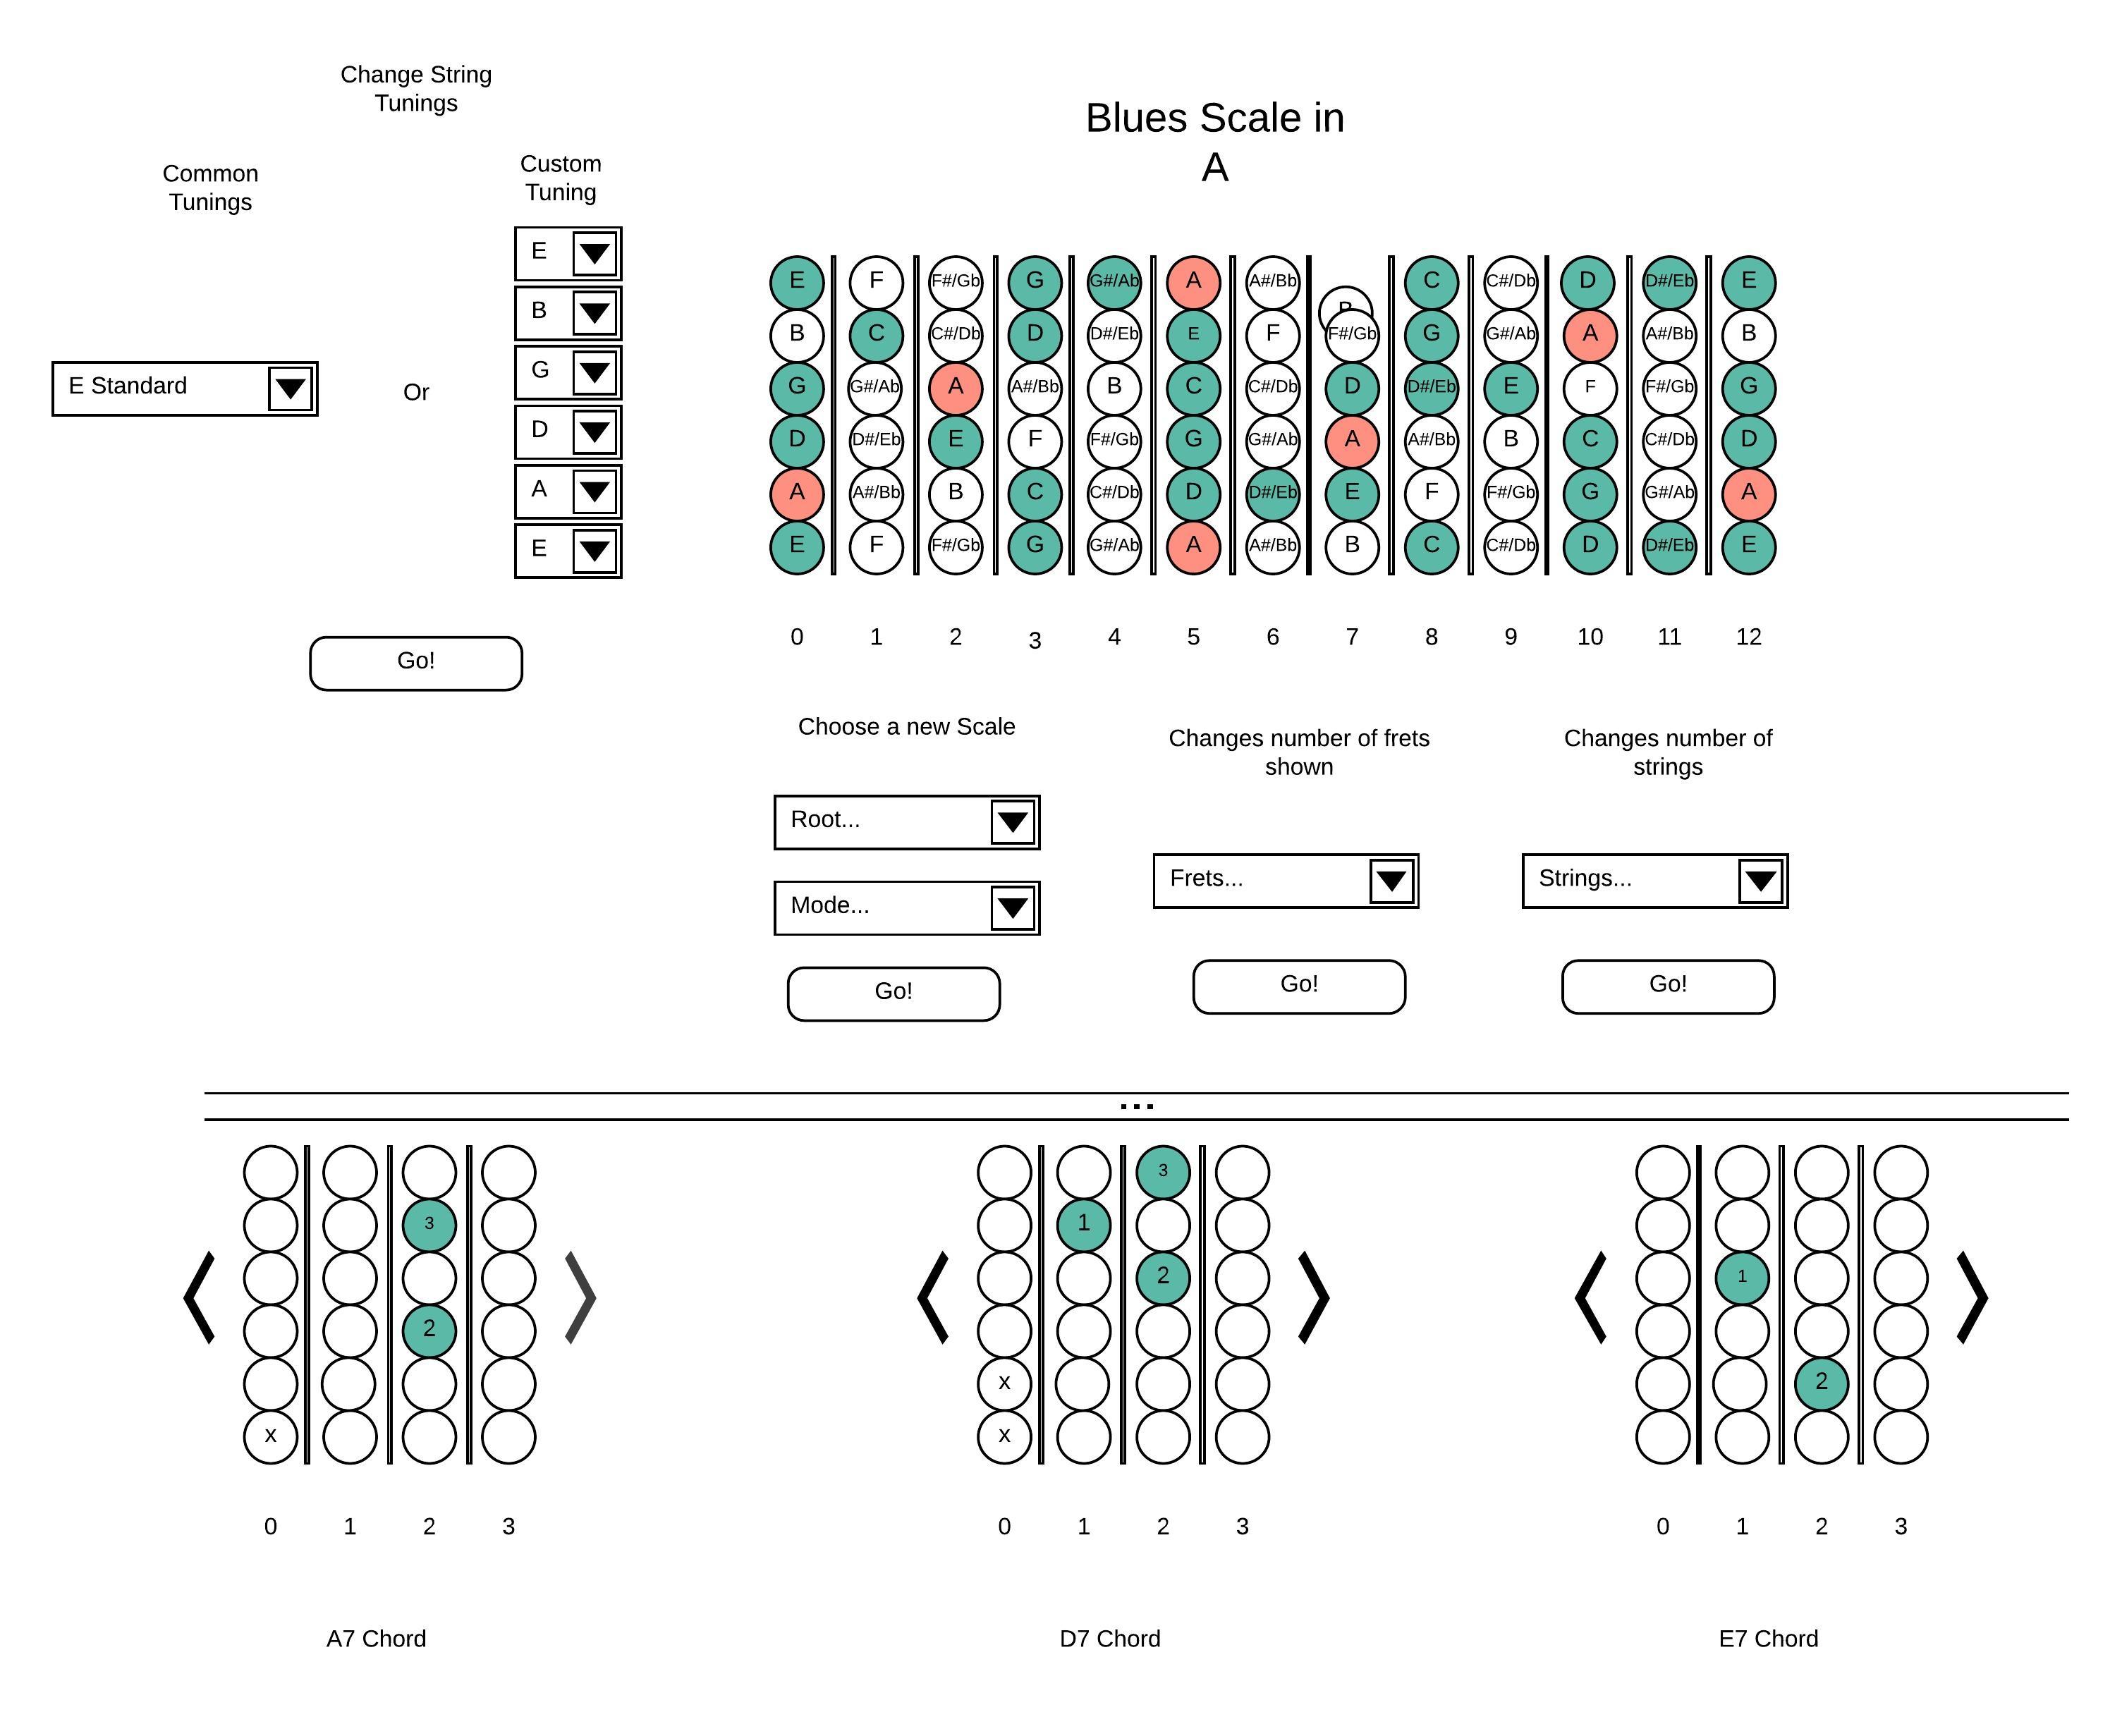 Change String
Tunings
Blues Scale in
A
Common
Tunings
Custom
Tuning
E
B
G
D
A
E
E Standard
Or
Go!
E F F#/Gb G G#/Ab A A#/Bb B C C#/Db D D#/Eb E
B C C#/Db D D#/Eb E F F#/Gb G G#/Ab A A#/Bb B
G G#/Ab A A#/Bb B C C#/Db D D#/Eb E F F#/Gb G
D D#/Eb E F F#/Gb G G#/Ab A A#/Bb B C C#/Db D
A A#/Bb B C C#/Db D D#/Eb E F F#/Gb G G#/Ab A
E F F#/Gb G G#/Ab A A#/Bb B C C#/Db D D#/Eb E
0 1 2 3 4 5 6 7 8 9 10 11 12
Choose a new Scale
Root...
Mode...
Go!
Changes number of frets
shown
Frets...
Go!
Changes number of
strings
Strings...
Go!
...
3
2
x
0 1 2 3
A7 Chord
3
1
2
x
x
0 1 2 3
D7 Chord
1
2
0 1 2 3
E7 Chord